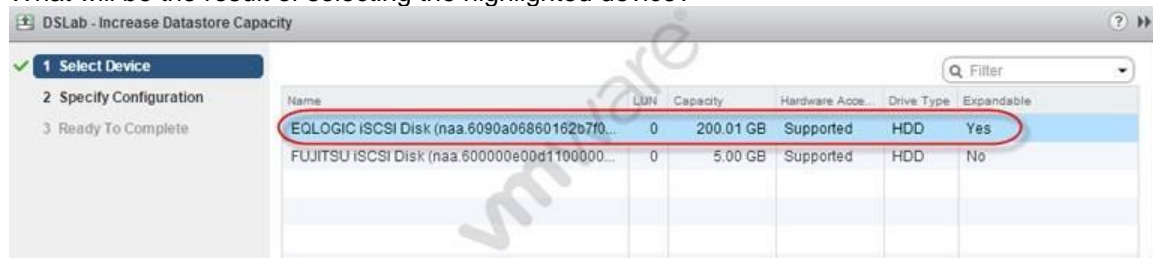 What will be the result of selecting the highlighted device?
DSLab - Increase Datastore Capacity
1 Select Device
Filter
2 Specify Configuration
Name LUN Capacity Hardware Acce... Drive Type Expandable
3 Ready To Complete
EQLOGIC iSCSI Disk (naa.6090a06860162b7f0... 0 200.01 GB Supported HDD Yes
FUJITSU iSCSI Disk (naa.600000e00d1100000... 0 5.00 GB Supported HDD No
vmware